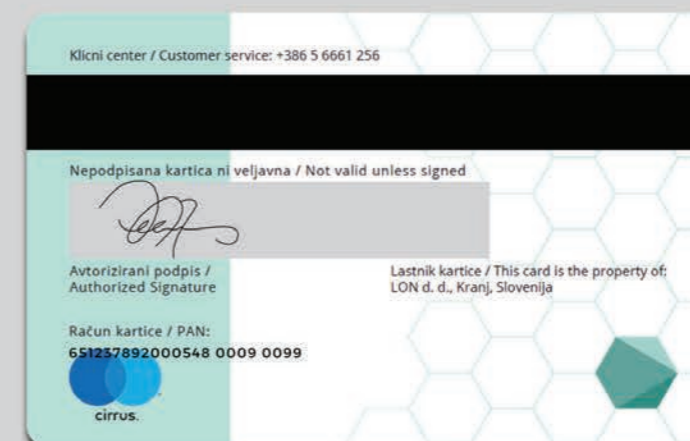 Klicni center / Customer service: +386 5 6661 256
Nepodpisana kartica ni veljavna / Not valid unless signed
Avtorizirani podpis /
Authorized Signature
Lastnik kartice / This card is the property of:
LON d. d., Kranj, Slovenija
Račun kartice / PAN:
651237892000548 0009 0099
cirrus.